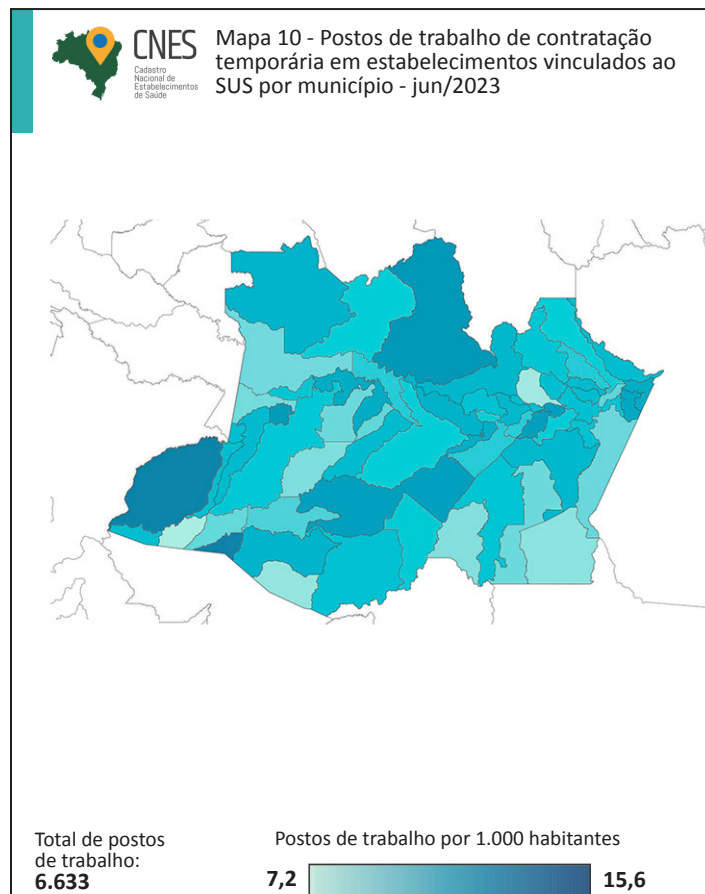 CNES
Cadastro
Nacional de
Estabelecimentos
de Saúde
Mapa 10 - Postos de trabalho de contratação
temporária em estabelecimentos vinculados ao
SUS por município - jun/2023
Total de postos
de trabalho:
6.633
Postos de trabalho por 1.000 habitantes
7,2
15,6